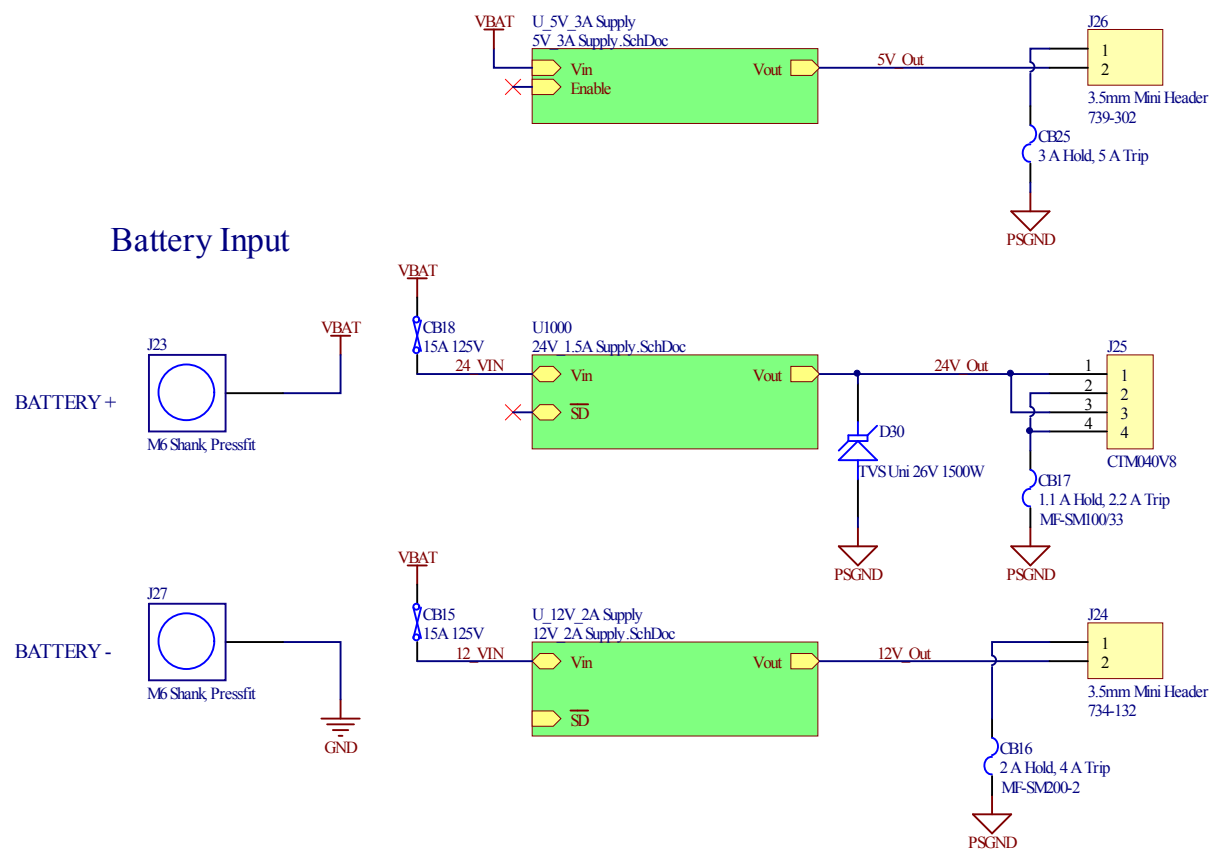 VBAT
U_5V_3A Supply
5V_3A Supply.SchDoc
Vin
Enable
Vout
5V_Out
J26
1
2
3.5mm Mini Header
739-302
CB25
3 A Hold, 5 A Trip
PSGND
Battery Input
BATTERY +
J23
M6 Shank, Pressfit
VBAT
VBAT
CB18
15A 125V
24_VIN
U1000
24V_1.5A Supply.SchDoc
Vin
SD
Vout
24V_Out
D30
TVS Uni 26V 1500W
PSGND
J25
1 1
2 2
3 3
4 4
CTM040V8
CB17
1.1 A Hold, 2.2 A Trip
MF-SM100/33
PSGND
BATTERY -
J27
M6 Shank, Pressfit
GND
VBAT
CB15
15A 125V
12_VIN
U_12V_2A Supply
12V_2A Supply.SchDoc
Vin
SD
Vout
12V_Out
J24
1
2
3.5mm Mini Header
734-132
CB16
2 A Hold, 4 A Trip
MF-SM200-2
PSGND